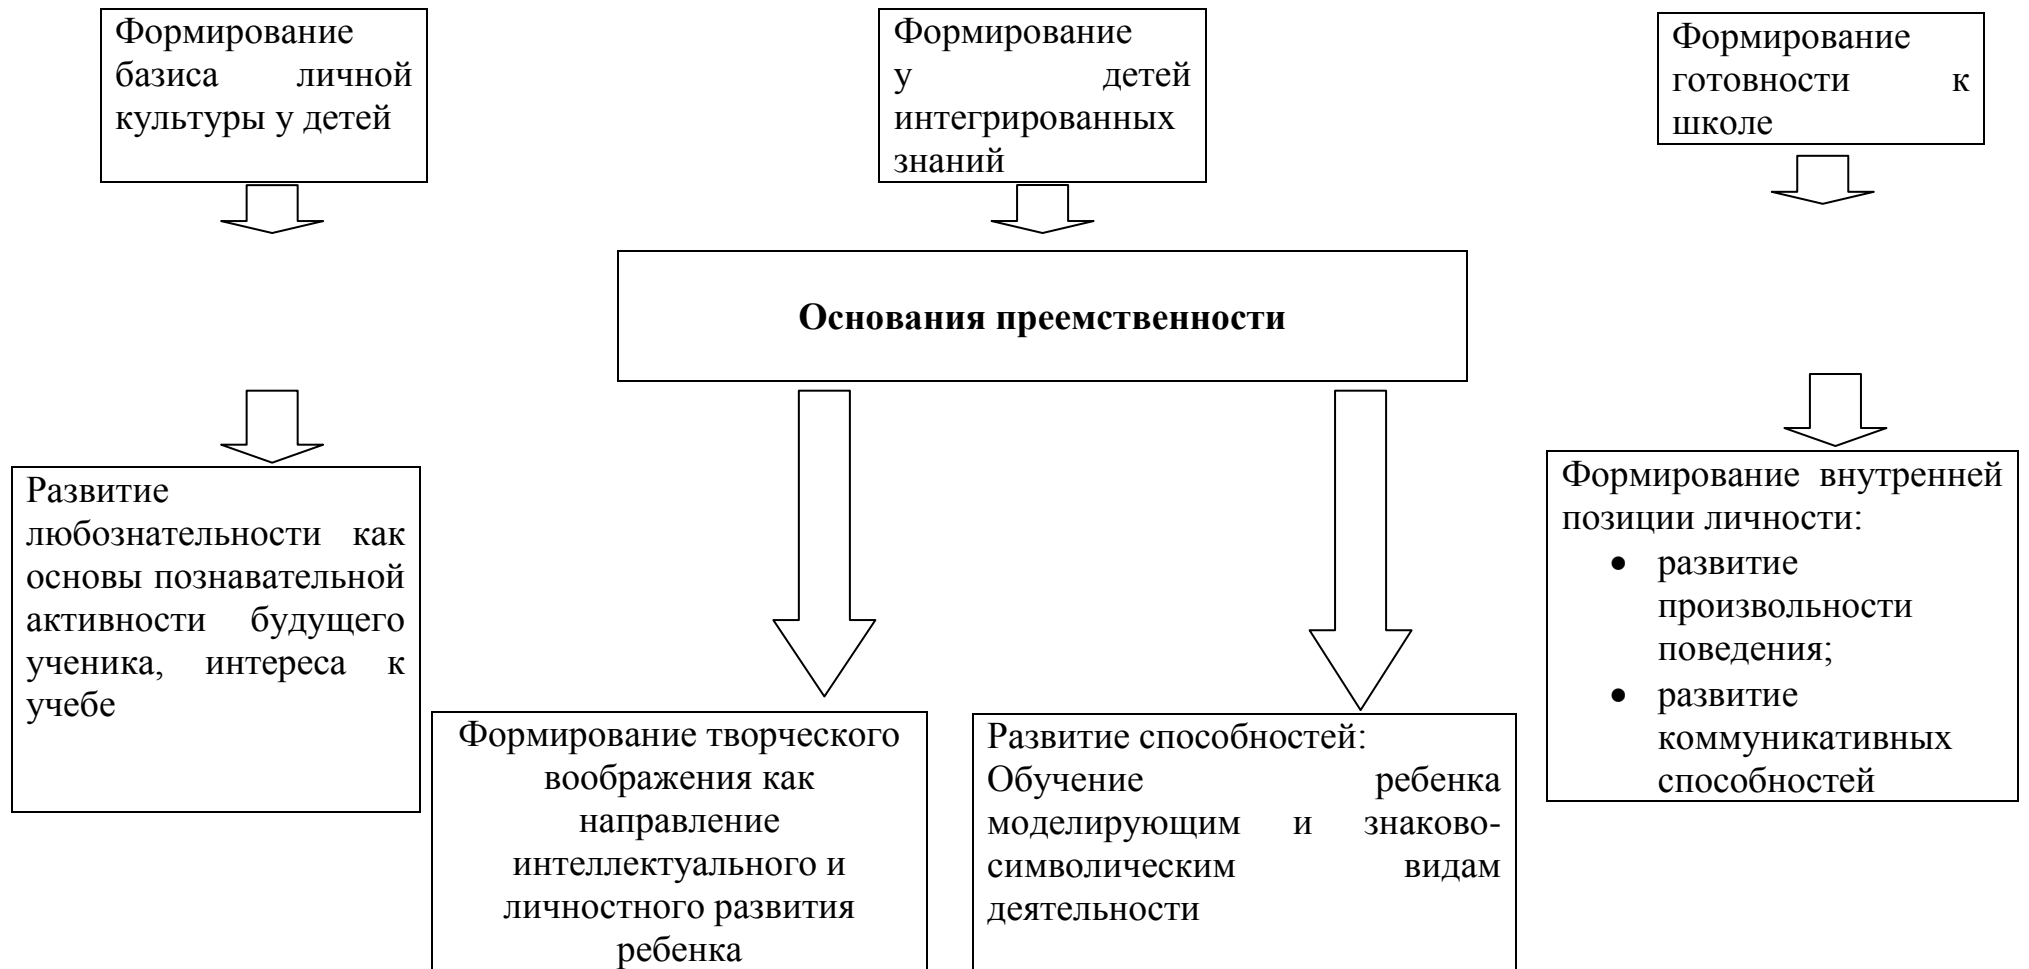 Формирование
базиса личной
культуры у детей
Формирование
у детей
интегрированных
знаний
Формирование
готовности к
школе
Основания преемственности
Развитие
любознательности как
основы познавательной
активности будущего
ученика, интереса к
учебе
Формирование творческого
воображения как
направление
интеллектуального и
личностного развития
ребенка
Развитие способностей:
Обучение ребенка
моделирующим и знаково-
символическим видам
деятельности
Формирование внутренней
позиции личности:
• развитие
произвольности
поведения;
• развитие
коммуникативных
способностей